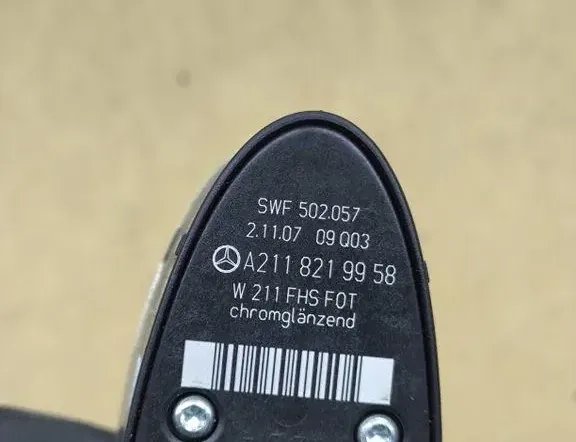 SWF 502.057
2.11.07 09 Q03
A211 821 99 58
W 211 FHS FOT
chromglänzend